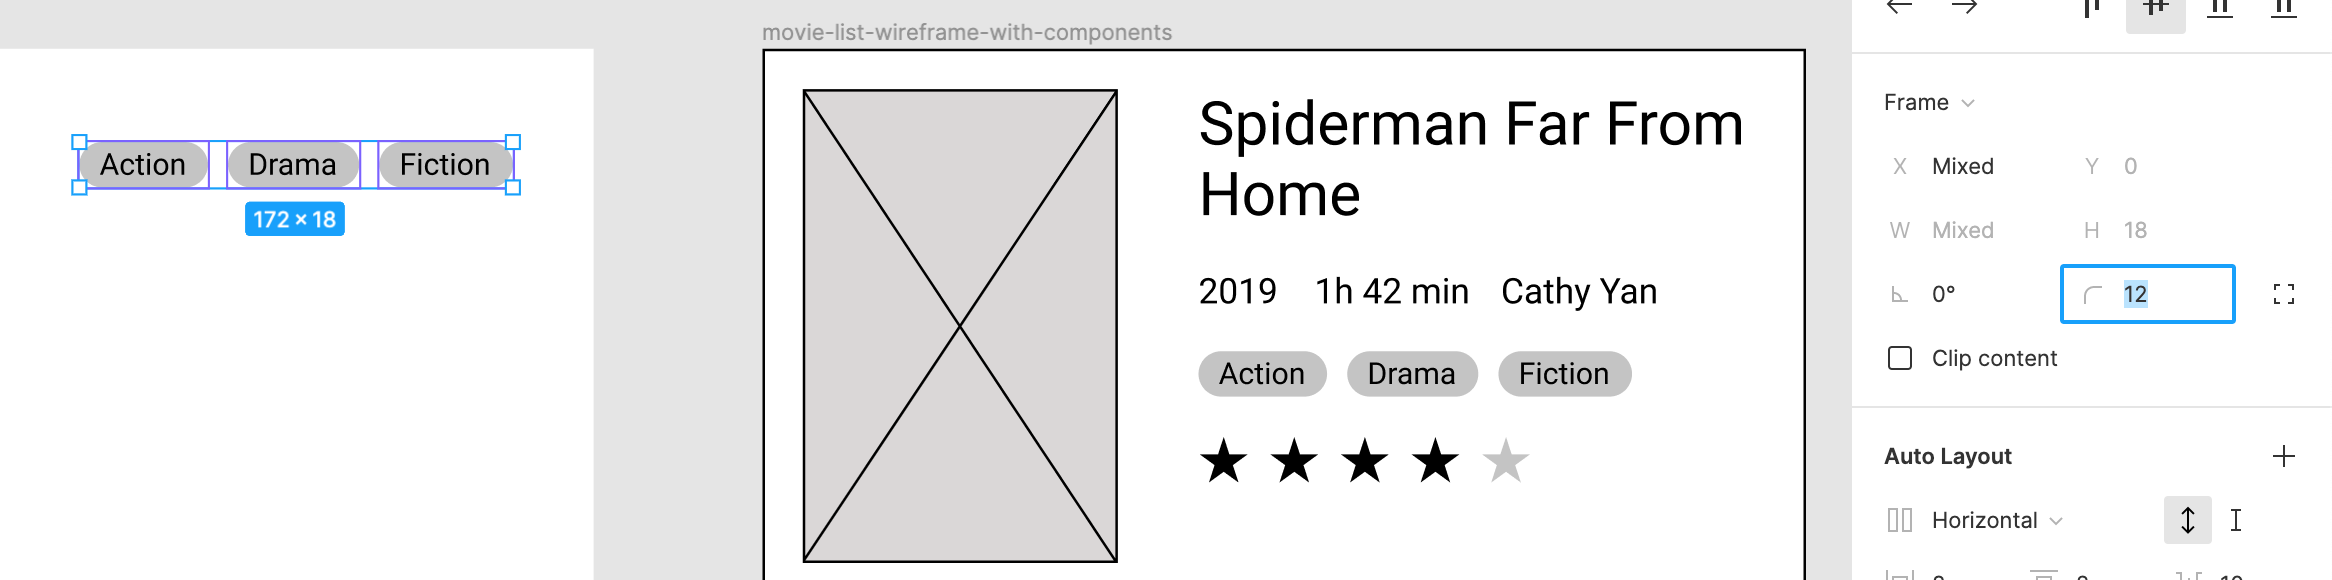 movie-list-wireframe-with-components
Action Drama Fiction
172 × 18
Spiderman Far From
Home
2019 1h 42 min Cathy Yan
Action Drama Fiction
Frame
X Mixed Y 0
W Mixed H 18
0° 12
Clip content
Auto Layout
Horizontal